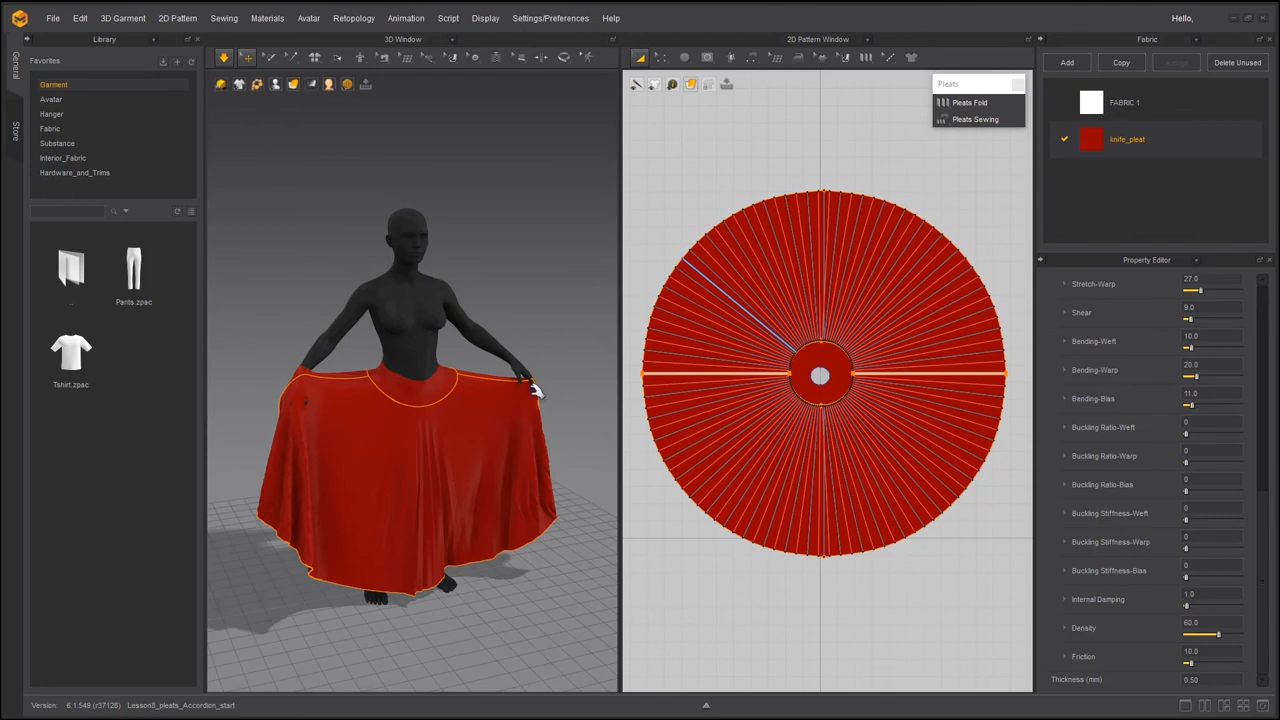 File Edit 3D Garment 2D Pattern Sewing Materials Avatar Retopology Animation Script Display Settings/Preferences Help Hello,
Library 3D Window 2D Pattern Window Fabric
General
Store
Favorites
Garment
Avatar
Hanger
Fabric
Substance
Interior_Fabric
Hardware_and_Trims
..
Pants.zpac
Tshirt.zpac
Pleats
Pleats Fold
Pleats Sewing
Add Copy Assign Delete Unused
FABRIC 1
knife_pleat
Property Editor
Stretch-Warp 27.0
Shear 9.0
Bending-Weft 10.0
Bending-Warp 20.0
Bending-Bias 11.0
Buckling Ratio-Weft 0
Buckling Ratio-Warp 0
Buckling Ratio-Bias 0
Buckling Stiffness-Weft 0
Buckling Stiffness-Warp 0
Buckling Stiffness-Bias 0
Internal Damping 1.0
Density 60.0
Friction 10.0
Thickness (mm) 0.50
Version: 6.1.549 (r37128) Lesson8_pleats_Accordion_start